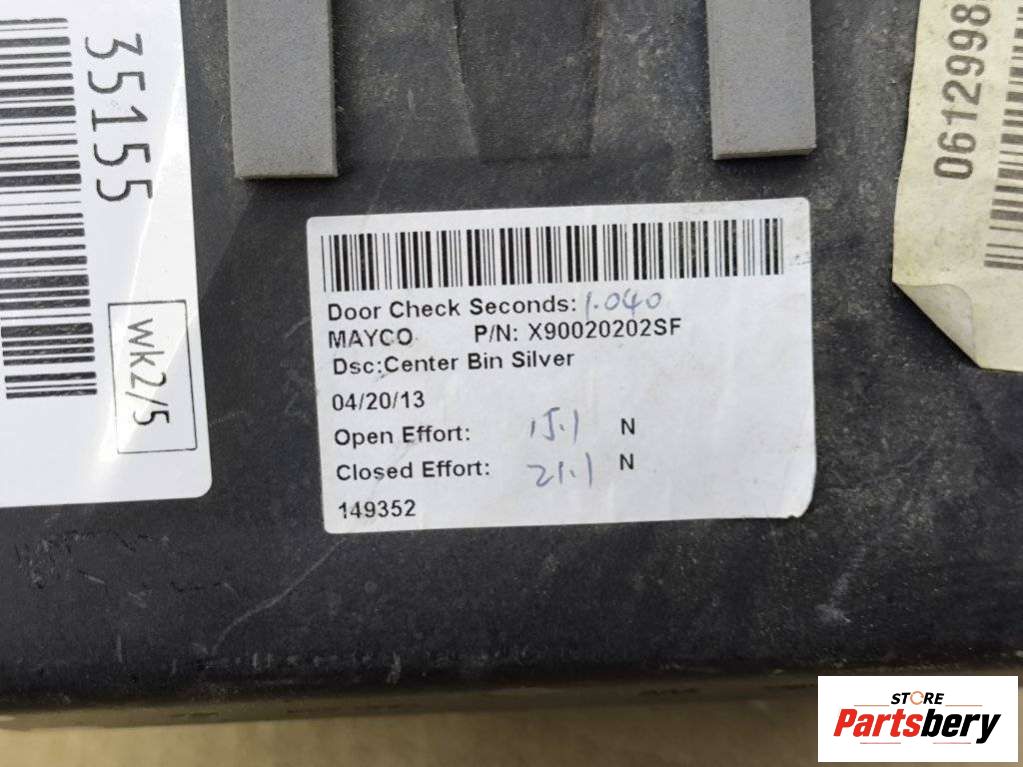 35155
wk2/5
0612998
Door Check Seconds: 1.040
MAYCO P/N: X90020202SF
Dsc:Center Bin Silver
04/20/13
Open Effort: 15.1 N
Closed Effort: 21.1 N
149352
STORE
Partsbery